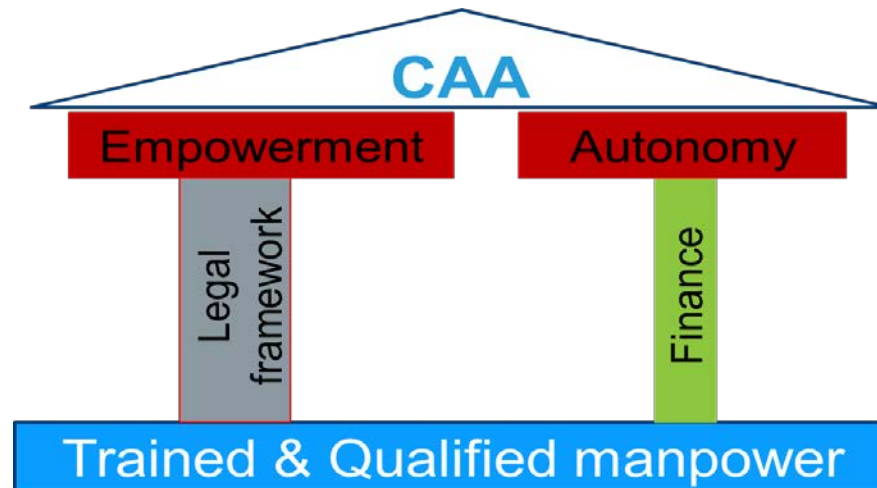 CAA
Empowerment
Autonomy
Legal
framework
Finance
Trained & Qualified manpower